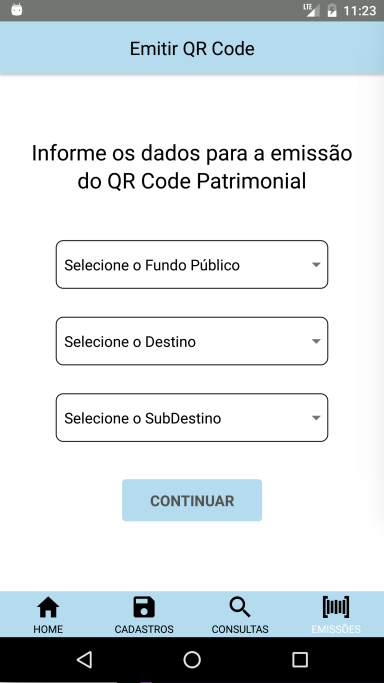 LTE 11:23
Emitir QR Code
Informe os dados para a emissão
do QR Code Patrimonial
Selecione o Fundo Público
Selecione o Destino
Selecione o SubDestino
CONTINUAR
HOME CADASTROS CONSULTAS EMISSÕES